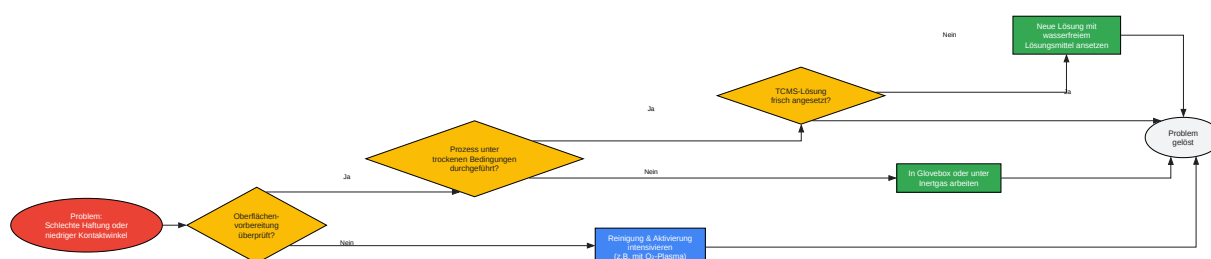 Problem:
Schlechte Haftung oder
niedriger Kontaktwinkel
Oberflächen-
vorbereitung
überprüft?
Ja
Nein
Prozess unter
trockenen Bedingungen
durchgeführt?
Ja
Nein
Reinigung & Aktivierung
intensivieren
(z.B. mit O₂-Plasma)
TCMS-Lösung
frisch angesetzt?
Nein
Ja
In Glovebox oder unter
Inertgas arbeiten
Neue Lösung mit
wasserfreiem
Lösungsmittel ansetzen
Problem
gelöst